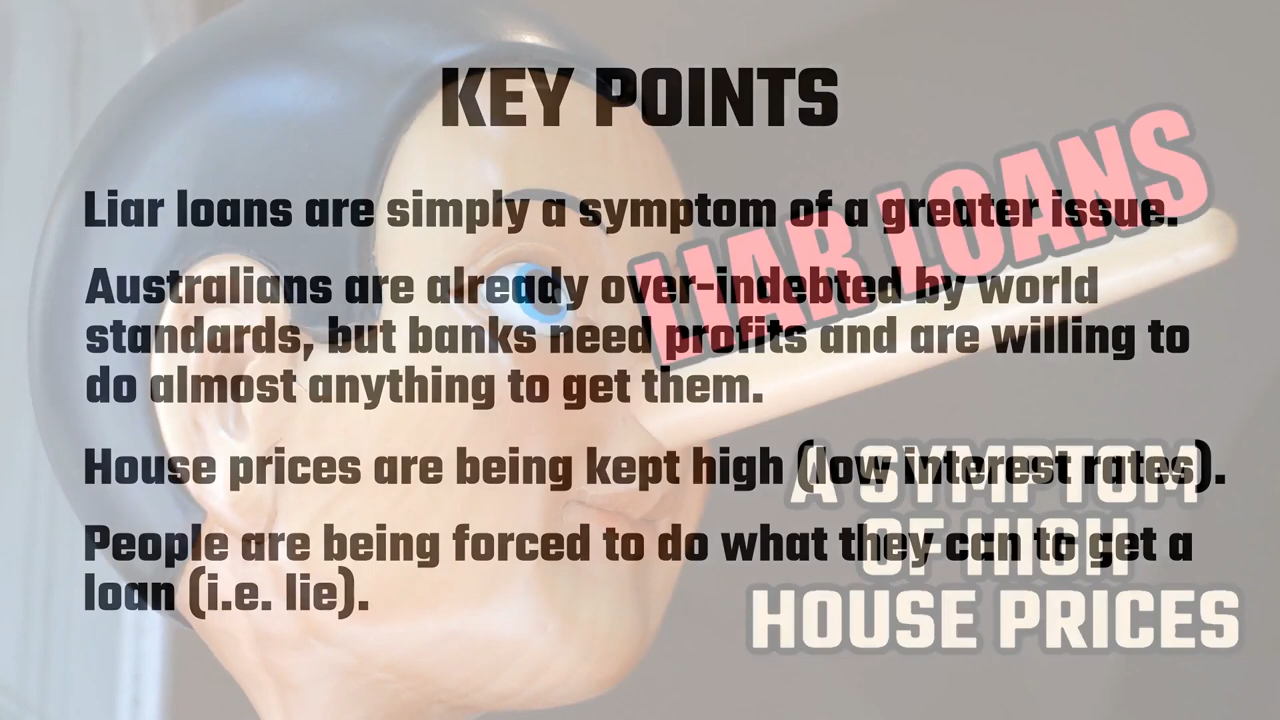 KEY POINTS
LIAR LOANS
Liar loans are simply a symptom of a greater issue.
Australians are already over-indebted by world
standards, but banks need profits and are willing to
do almost anything to get them.
House prices are being kept high (low interest rates).
People are being forced to do what they can to get a
loan (i.e. lie).
A SYMPTOM
OF HIGH
HOUSE PRICES